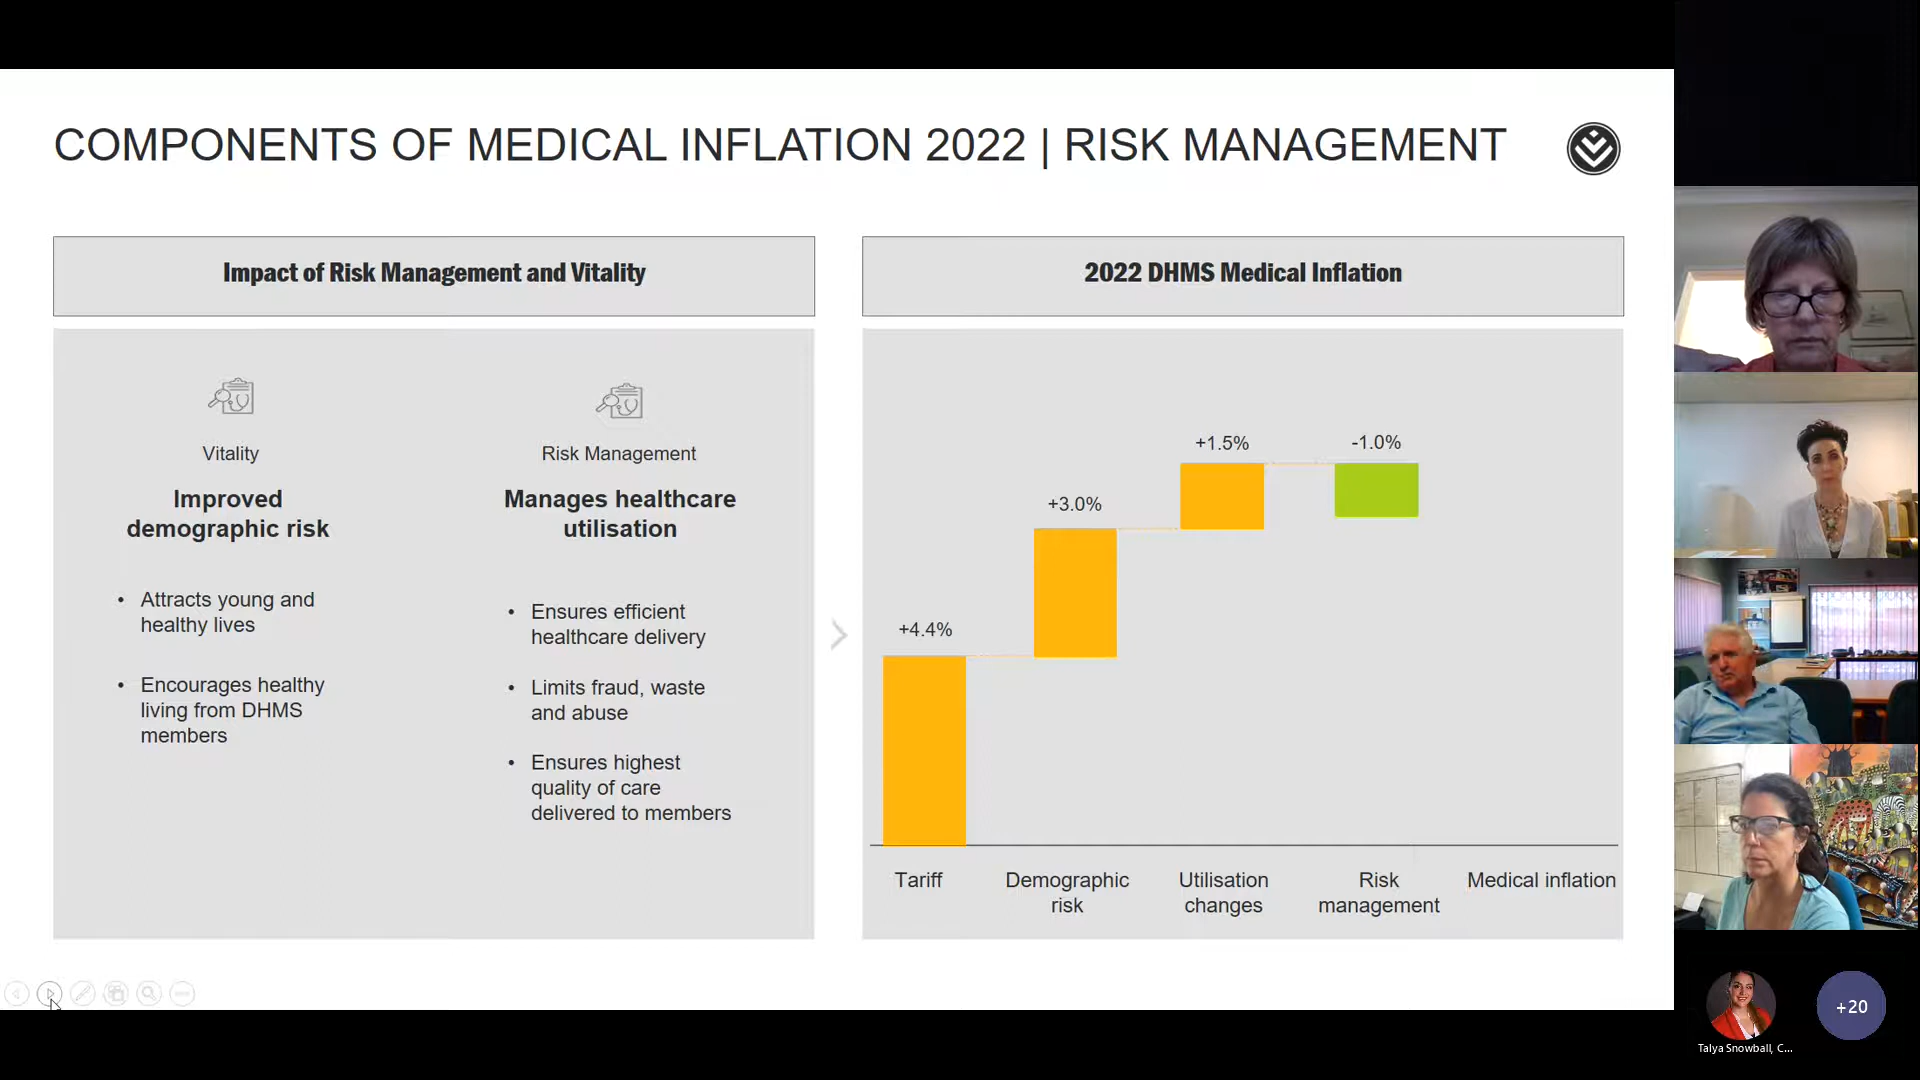 COMPONENTS OF MEDICAL INFLATION 2022 | RISK MANAGEMENT
Impact of Risk Management and Vitality
Vitality
Improved
demographic risk
• Attracts young and
healthy lives
• Encourages healthy
living from DHMS
members
Risk Management
Manages healthcare
utilisation
• Ensures efficient
healthcare delivery
• Limits fraud, waste
and abuse
• Ensures highest
quality of care
delivered to members
2022 DHMS Medical Inflation
+4.4%
+3.0%
+1.5%
-1.0%
Tariff
Demographic
risk
Utilisation
changes
Risk
management
Medical inflation
+20
Talya Snowball, C...